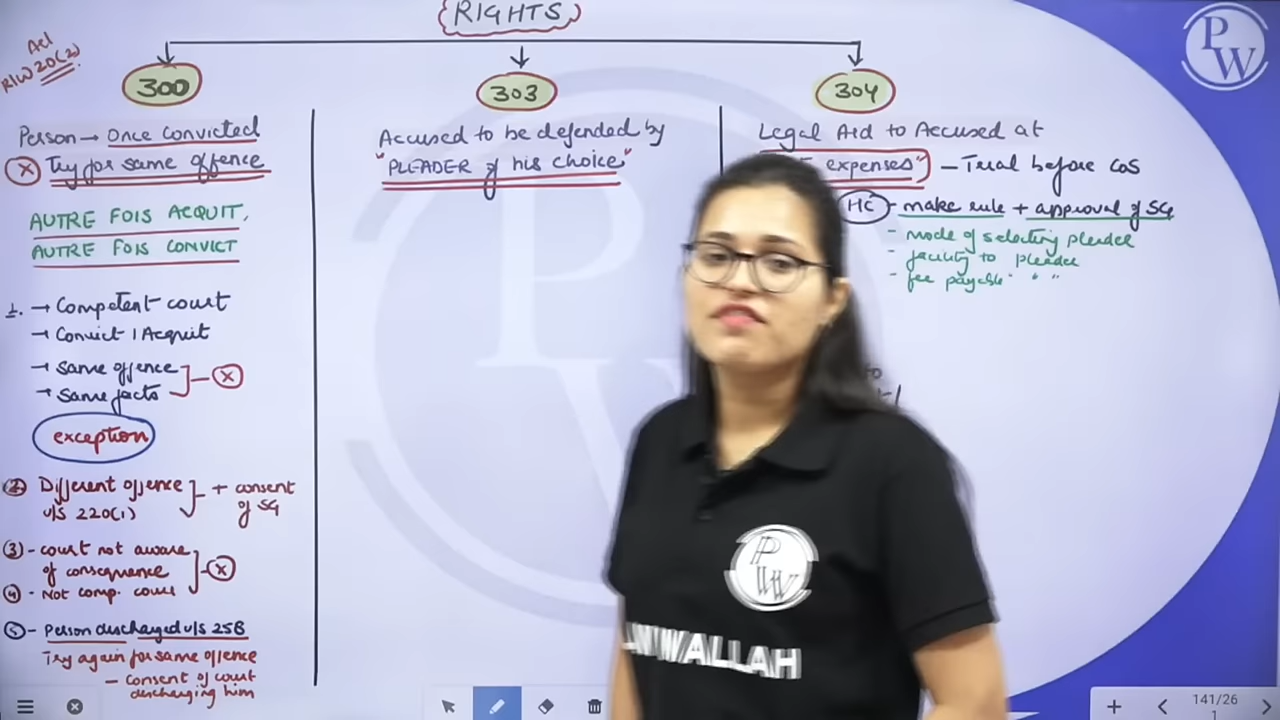 RIGHTS
Act
R/W 20(2)
300
Person → Once convicted
X Try for same offence
AUTRE FOIS ACQUIT,
AUTRE FOIS CONVICT
1. → Competent court
→ Convict / Acquit
→ Same offence
→ Same facts
X
exception
(2) Different offence
u/s 220(1)
+ consent
of SG
(3) - court not aware
of consequence
(4) - Not comp. court
X
(5) - Person discharged u/s 258
Try again for same offence
- consent of court
discharging him
303
Accused to be defended by
"PLEADER of his choice"
304
Legal Aid to Accused at
expenses" - Trial before COS
HC - make rule + approval of SG
- mode of selecting pleader
- facility to pleader
- fee payable " "
PW
PW
WALLAH
141/26
1